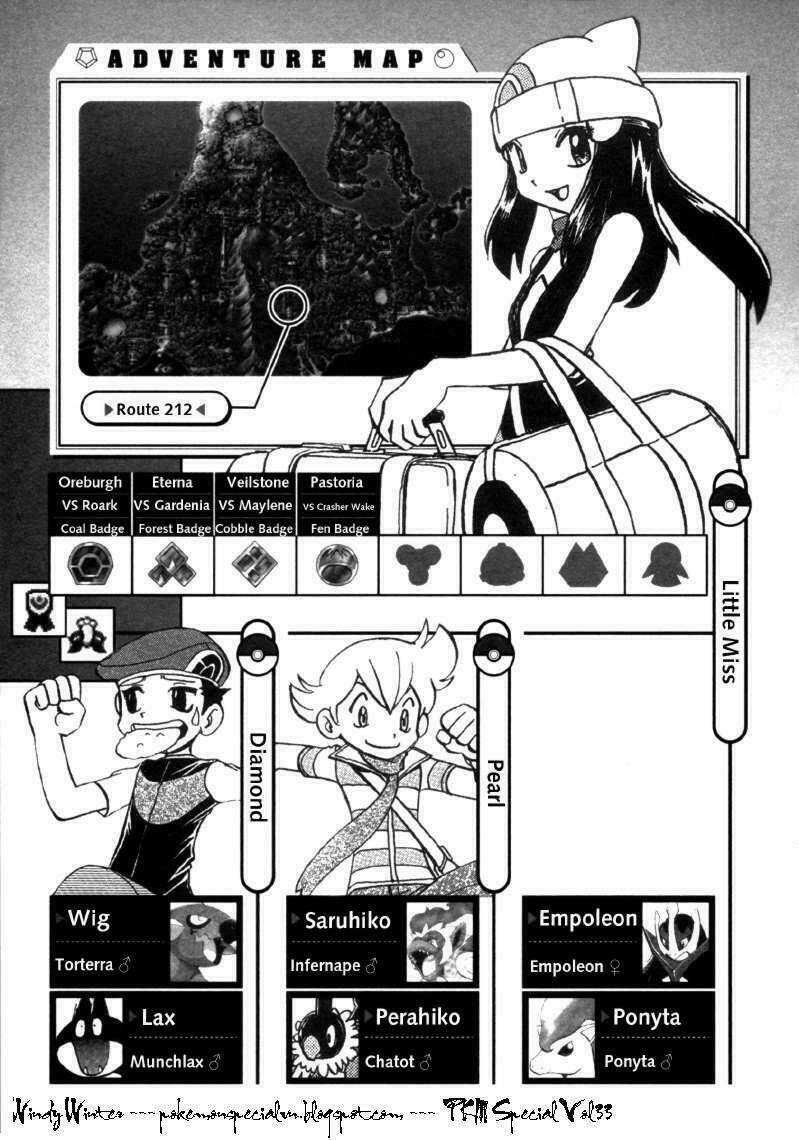 ADVENTURE MAP
Route 212
Oreburgh
VS Roark
Coal Badge
Eterna
VS Gardenia
Forest Badge
Veilstone
VS Maylene
Cobble Badge
Pastoria
VS Crasher Wake
Fen Badge
Little Miss
Diamond
Pearl
Wig
Torterra ♂
Saruhiko
Infernape ♂
Empoleon
Empoleon ♀
Lax
Munchlax ♂
Perahiko
Chatot ♂
Ponyta
Ponyta ♂
WindyWinter --- pokemonspecialvn.blogspot.com --- PKM Special Vol33